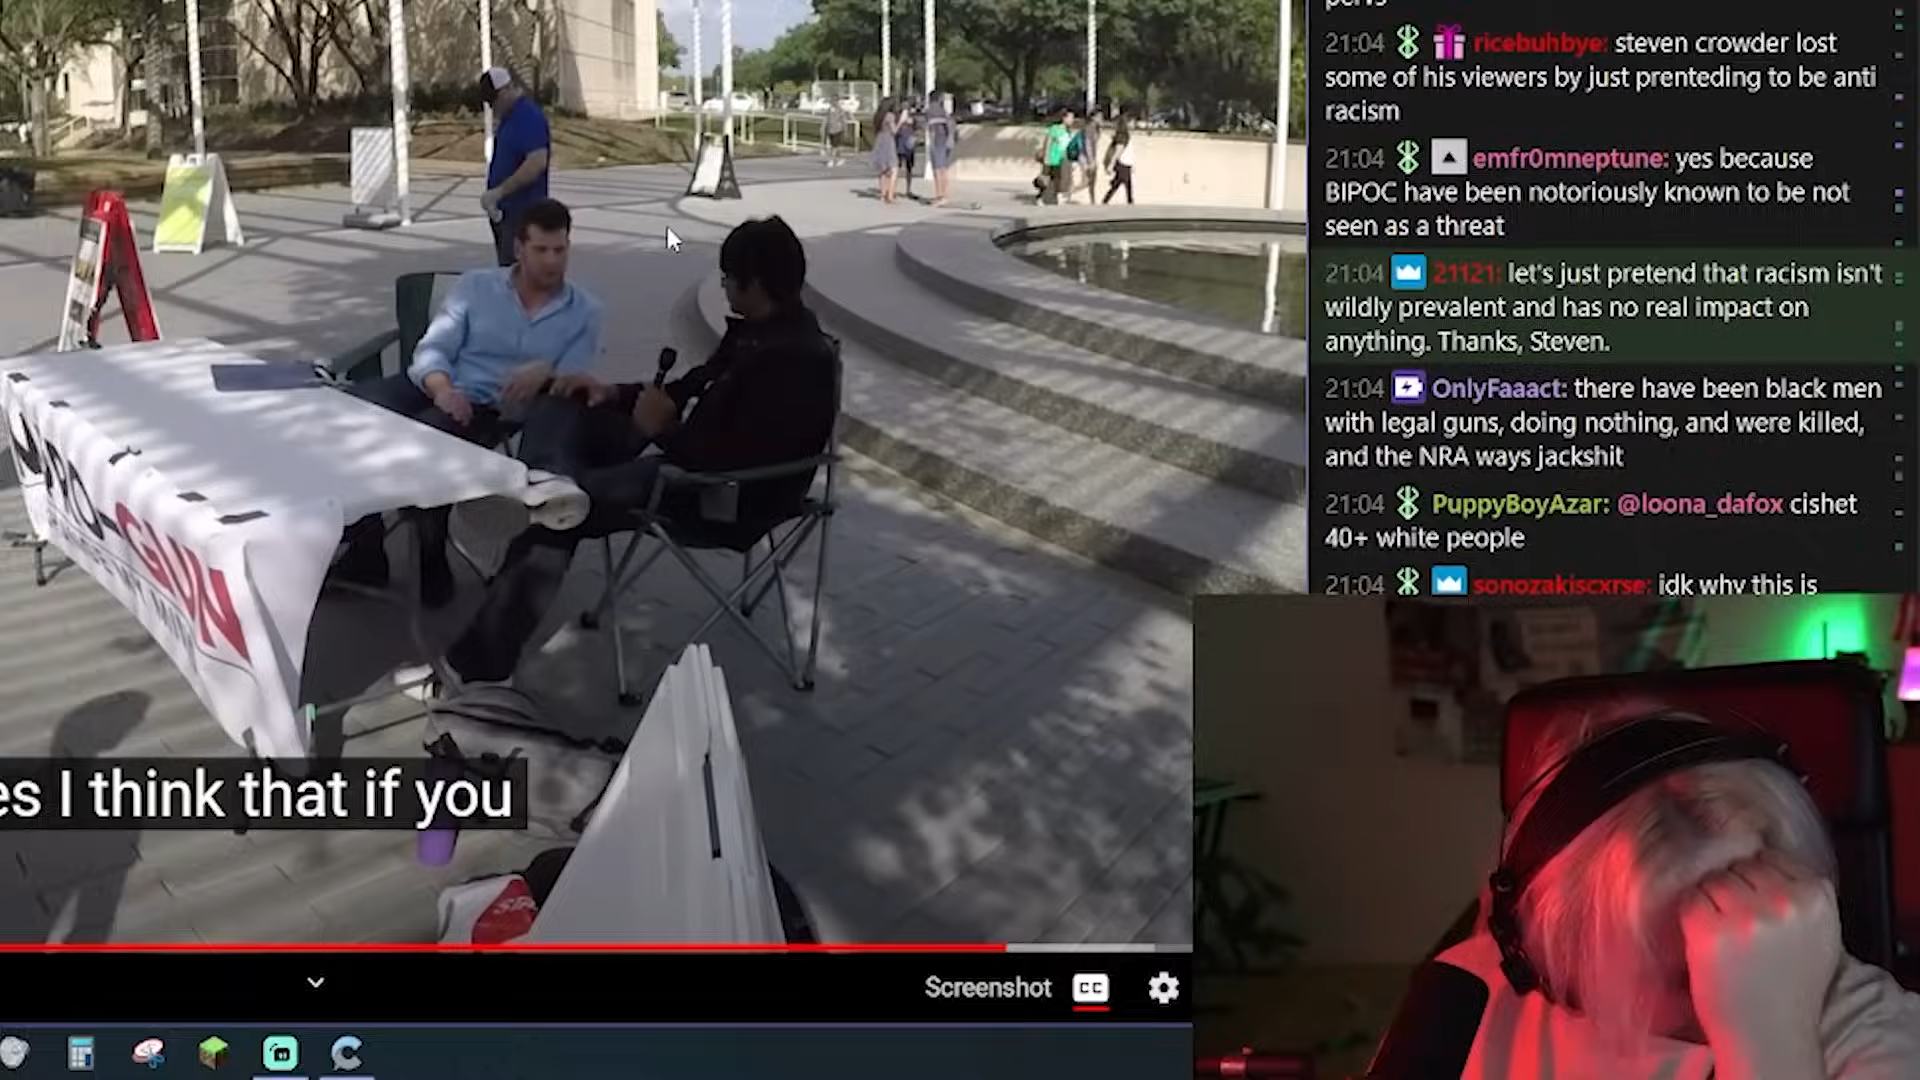 21:04 ricebuhbye: steven crowder lost
some of his viewers by just prenteding to be anti
racism
21:04 emfr0mneptune: yes because
BIPOC have been notoriously known to be not
seen as a threat
21:04 21121: let's just pretend that racism isn't
wildly prevalent and has no real impact on
anything. Thanks, Steven.
21:04 OnlyFaaact: there have been black men
with legal guns, doing nothing, and were killed,
and the NRA ways jackshit
21:04 PuppyBoyAzar: @loona_dafox cishet
40+ white people
21:04 sonozakiscxrse: idk why this is
GUN
es I think that if you
Screenshot CC